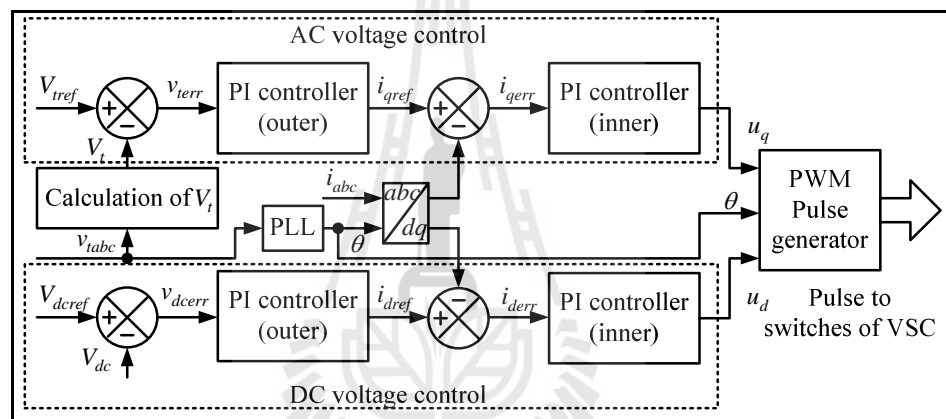 AC voltage control
V_tref
+
−
v_terr
PI controller
(outer)
i_qref
+
−
i_qerr
PI controller
(inner)
u_q
V_t
Calculation of V_t
i_abc
abc
dq
PLL
θ
θ
PWM
Pulse
generator
v_tabc
V_dcref
+
−
v_dcerr
PI controller
(outer)
i_dref
+
−
i_derr
PI controller
(inner)
u_d
V_dc
Pulse to
switches of VSC
DC voltage control